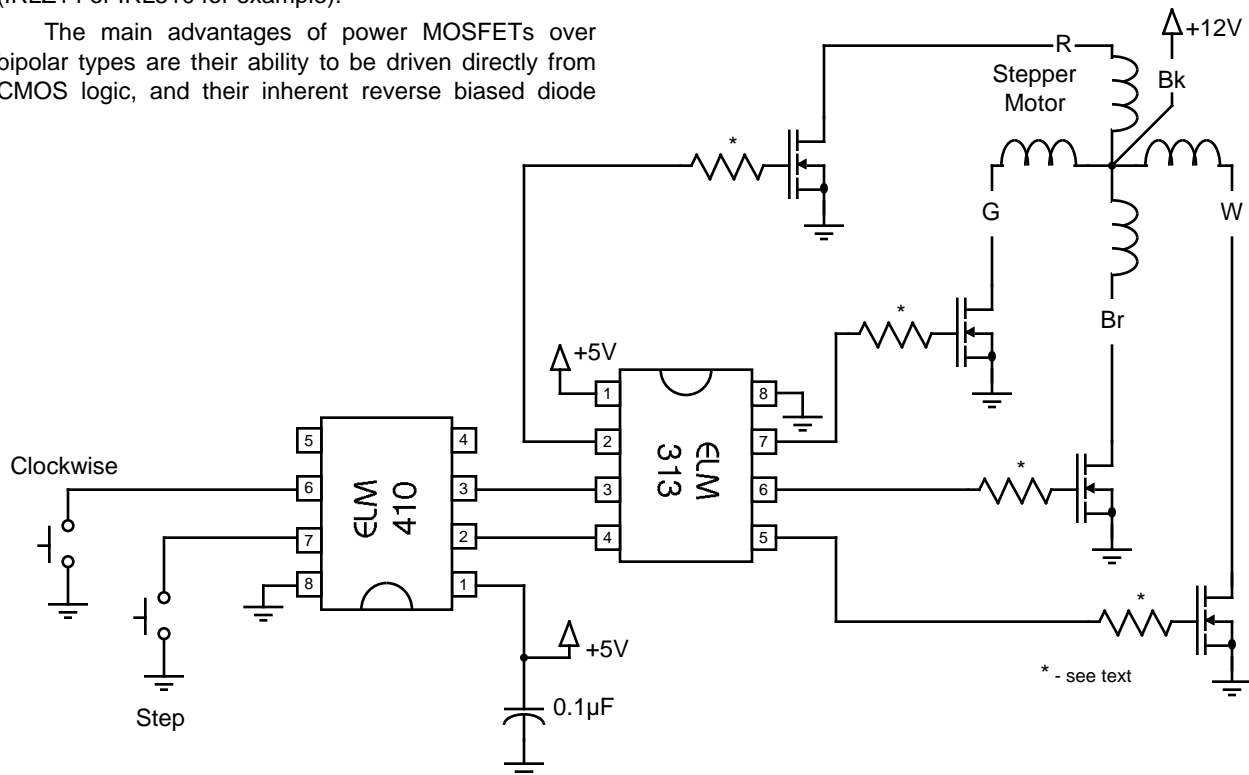 The main advantages of power MOSFETs over
bipolar types are their ability to be driven directly from
CMOS logic, and their inherent reverse biased diode
+12V
R
Stepper
Motor
Bk
*
G
W
*
Br
+5V
1
2
3
4
8
7
6
5
ELM
313
*
Clockwise
5
6
7
8
4
3
2
1
ELM
410
*
+5V
* - see text
0.1µF
Step